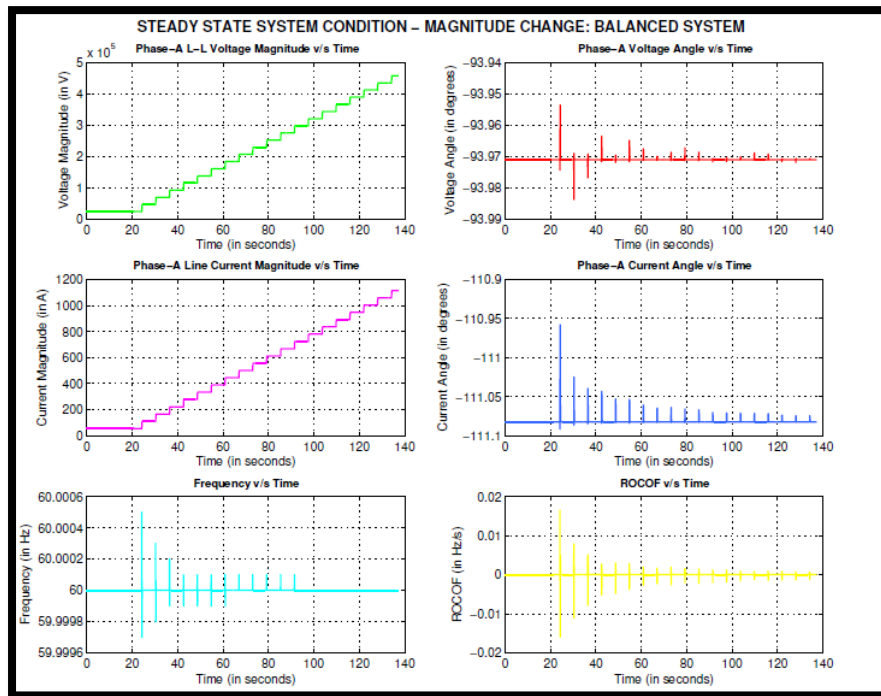 STEADY STATE SYSTEM CONDITION − MAGNITUDE CHANGE: BALANCED SYSTEM
Phase−A L−L Voltage Magnitude v/s Time
x 10^5
5
4
3
2
1
0
Voltage Magnitude (in V)
0 20 40 60 80 100 120 140
Time (in seconds)
Phase−A Voltage Angle v/s Time
−93.94
−93.95
−93.96
−93.97
−93.98
−93.99
Voltage Angle (in degrees)
0 20 40 60 80 100 120 140
Time (in seconds)
Phase−A Line Current Magnitude v/s Time
1200
1000
800
600
400
200
0
Current Magnitude (in A)
0 20 40 60 80 100 120 140
Time (in seconds)
Phase−A Current Angle v/s Time
−110.9
−110.95
−111
−111.05
−111.1
Current Angle (in degrees)
0 20 40 60 80 100 120 140
Time (in seconds)
Frequency v/s Time
60.0006
60.0004
60.0002
60
59.9998
59.9996
Frequency (in Hz)
0 20 40 60 80 100 120 140
Time (in seconds)
ROCOF v/s Time
0.02
0.01
0
−0.01
−0.02
ROCOF (in Hz/s)
0 20 40 60 80 100 120 140
Time (in seconds)